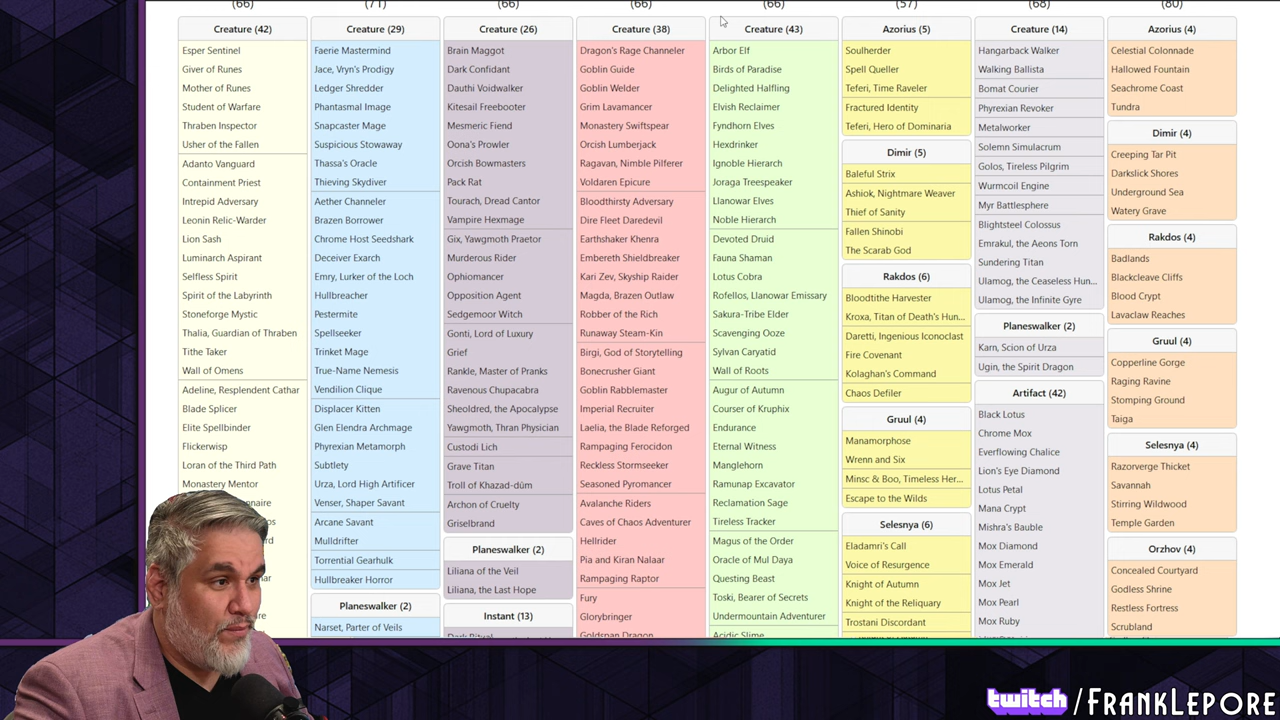 (66)
(71)
(66)
(66)
(66)
(57)
(68)
(80)
Creature (42)
Esper Sentinel
Giver of Runes
Mother of Runes
Student of Warfare
Thraben Inspector
Usher of the Fallen
Adanto Vanguard
Containment Priest
Intrepid Adversary
Leonin Relic-Warder
Lion Sash
Luminarch Aspirant
Selfless Spirit
Spirit of the Labyrinth
Stoneforge Mystic
Thalia, Guardian of Thraben
Tithe Taker
Wall of Omens
Adeline, Resplendent Cathar
Blade Splicer
Elite Spellbinder
Flickerwisp
Loran of the Third Path
Monastery Mentor
Creature (29)
Faerie Mastermind
Jace, Vryn's Prodigy
Ledger Shredder
Phantasmal Image
Snapcaster Mage
Suspicious Stowaway
Thassa's Oracle
Thieving Skydiver
Aether Channeler
Brazen Borrower
Chrome Host Seedshark
Deceiver Exarch
Emry, Lurker of the Loch
Hullbreacher
Pestermite
Spellseeker
Trinket Mage
True-Name Nemesis
Vendilion Clique
Displacer Kitten
Glen Elendra Archmage
Phyrexian Metamorph
Subtlety
Urza, Lord High Artificer
Venser, Shaper Savant
Arcane Savant
Mulldrifter
Torrential Gearhulk
Hullbreaker Horror
Planeswalker (2)
Narset, Parter of Veils
Creature (26)
Brain Maggot
Dark Confidant
Dauthi Voidwalker
Kitesail Freebooter
Mesmeric Fiend
Oona's Prowler
Orcish Bowmasters
Pack Rat
Tourach, Dread Cantor
Vampire Hexmage
Gix, Yawgmoth Praetor
Murderous Rider
Ophiomancer
Opposition Agent
Sedgemoor Witch
Gonti, Lord of Luxury
Grief
Rankle, Master of Pranks
Ravenous Chupacabra
Sheoldred, the Apocalypse
Yawgmoth, Thran Physician
Custodi Lich
Grave Titan
Troll of Khazad-dûm
Archon of Cruelty
Griselbrand
Planeswalker (2)
Liliana of the Veil
Liliana, the Last Hope
Instant (13)
Dark Ritual
Creature (38)
Dragon's Rage Channeler
Goblin Guide
Goblin Welder
Grim Lavamancer
Monastery Swiftspear
Orcish Lumberjack
Ragavan, Nimble Pilferer
Voldaren Epicure
Bloodthirsty Adversary
Dire Fleet Daredevil
Earthshaker Khenra
Embereth Shieldbreaker
Kari Zev, Skyship Raider
Magda, Brazen Outlaw
Robber of the Rich
Runaway Steam-Kin
Birgi, God of Storytelling
Bonecrusher Giant
Goblin Rabblemaster
Imperial Recruiter
Laelia, the Blade Reforged
Rampaging Ferocidon
Reckless Stormseeker
Seasoned Pyromancer
Avalanche Riders
Caves of Chaos Adventurer
Hellrider
Pia and Kiran Nalaar
Rampaging Raptor
Fury
Glorybringer
Goldspan Dragon
Creature (43)
Arbor Elf
Birds of Paradise
Delighted Halfling
Elvish Reclaimer
Fyndhorn Elves
Hexdrinker
Ignoble Hierarch
Joraga Treespeaker
Llanowar Elves
Noble Hierarch
Devoted Druid
Fauna Shaman
Lotus Cobra
Rofellos, Llanowar Emissary
Sakura-Tribe Elder
Scavenging Ooze
Sylvan Caryatid
Wall of Roots
Augur of Autumn
Courser of Kruphix
Endurance
Eternal Witness
Manglehorn
Ramunap Excavator
Reclamation Sage
Tireless Tracker
Magus of the Order
Oracle of Mul Daya
Questing Beast
Toski, Bearer of Secrets
Undermountain Adventurer
Acidic Slime
Azorius (5)
Soulherder
Spell Queller
Teferi, Time Raveler
Fractured Identity
Teferi, Hero of Dominaria
Dimir (5)
Baleful Strix
Ashiok, Nightmare Weaver
Thief of Sanity
Fallen Shinobi
The Scarab God
Rakdos (6)
Bloodtithe Harvester
Kroxa, Titan of Death's Hun...
Daretti, Ingenious Iconoclast
Fire Covenant
Kolaghan's Command
Chaos Defiler
Gruul (4)
Manamorphose
Wrenn and Six
Minsc & Boo, Timeless Her...
Escape to the Wilds
Selesnya (6)
Eladamri's Call
Voice of Resurgence
Knight of Autumn
Knight of the Reliquary
Trostani Discordant
Creature (14)
Hangarback Walker
Walking Ballista
Bomat Courier
Phyrexian Revoker
Metalworker
Solemn Simulacrum
Golos, Tireless Pilgrim
Wurmcoil Engine
Myr Battlesphere
Blightsteel Colossus
Emrakul, the Aeons Torn
Sundering Titan
Ulamog, the Ceaseless Hun...
Ulamog, the Infinite Gyre
Planeswalker (2)
Karn, Scion of Urza
Ugin, the Spirit Dragon
Artifact (42)
Black Lotus
Chrome Mox
Everflowing Chalice
Lion's Eye Diamond
Lotus Petal
Mana Crypt
Mishra's Bauble
Mox Diamond
Mox Emerald
Mox Jet
Mox Pearl
Mox Ruby
Azorius (4)
Celestial Colonnade
Hallowed Fountain
Seachrome Coast
Tundra
Dimir (4)
Creeping Tar Pit
Darkslick Shores
Underground Sea
Watery Grave
Rakdos (4)
Badlands
Blackcleave Cliffs
Blood Crypt
Lavaclaw Reaches
Gruul (4)
Copperline Gorge
Raging Ravine
Stomping Ground
Taiga
Selesnya (4)
Razorverge Thicket
Savannah
Stirring Wildwood
Temple Garden
Orzhov (4)
Concealed Courtyard
Godless Shrine
Restless Fortress
Scrubland
twitch/FRANKLEPORE